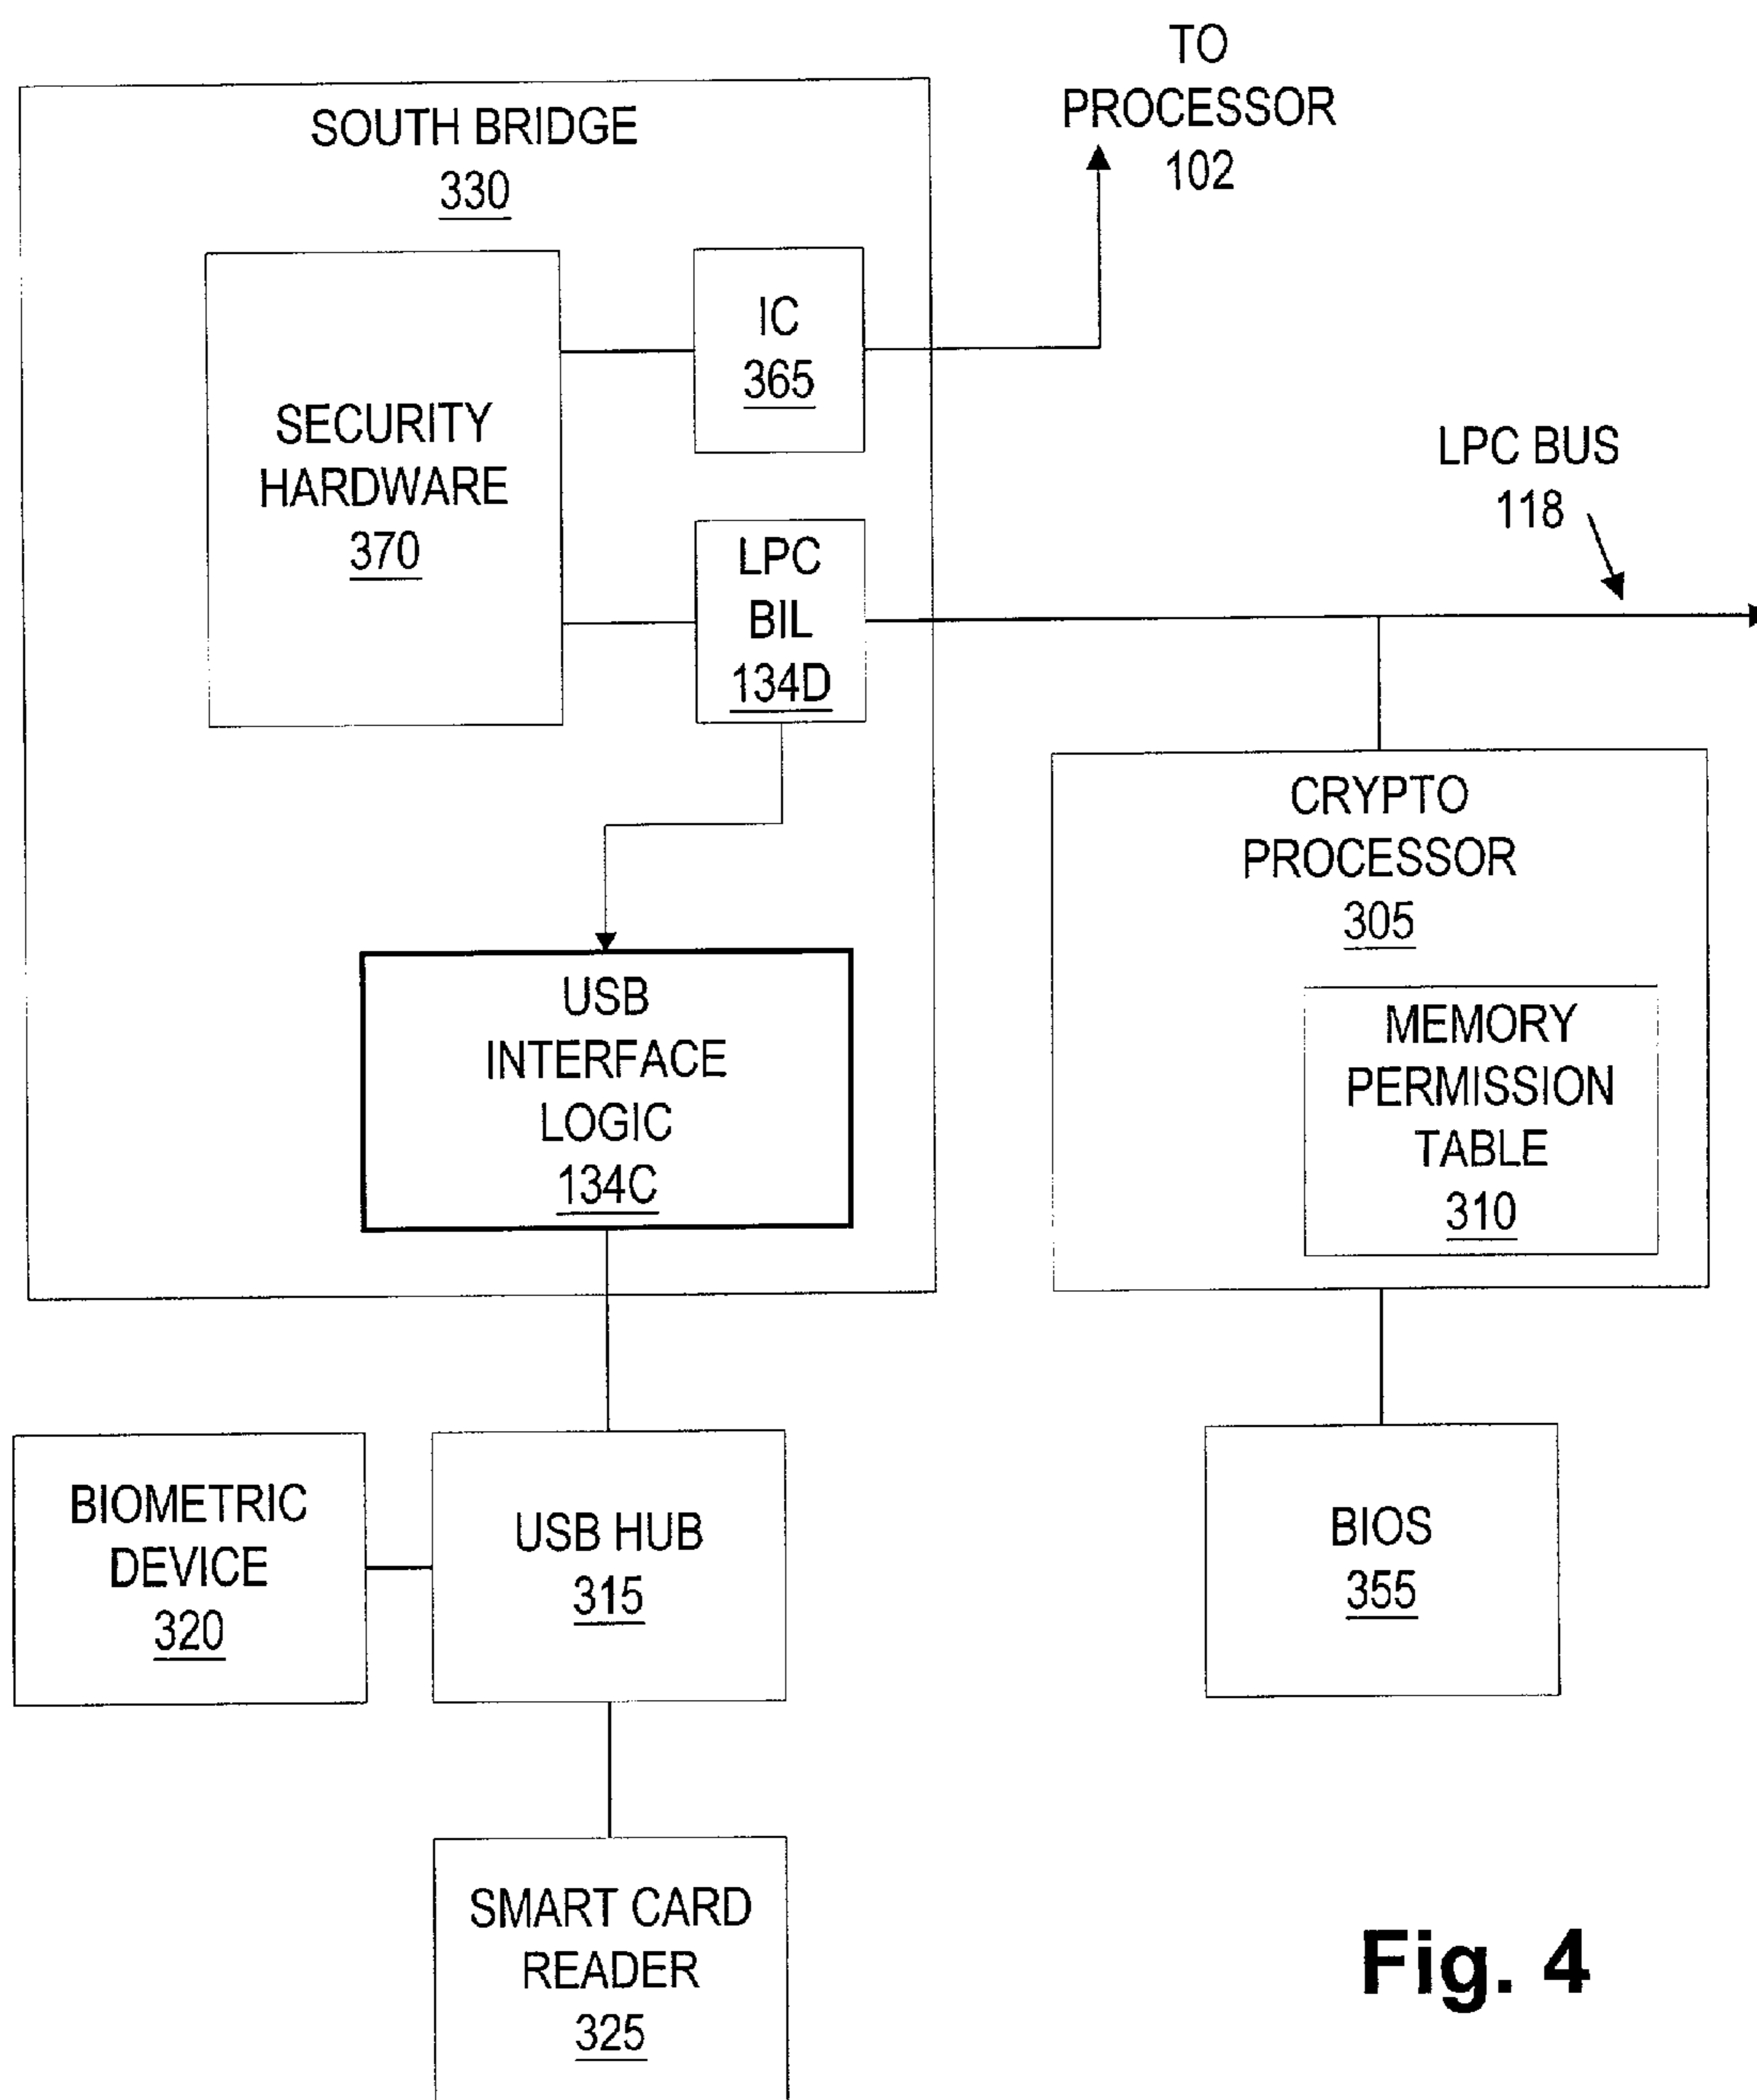 TO
PROCESSOR
102
SOUTH BRIDGE
330
IC
365
SECURITY
HARDWARE
370
LPC BUS
118
LPC
BIL
134D
CRYPTO
PROCESSOR
305
USB
INTERFACE
LOGIC
134C
MEMORY
PERMISSION
TABLE
310
BIOMETRIC
DEVICE
320
USB HUB
315
BIOS
355
SMART CARD
READER
325
Fig. 4